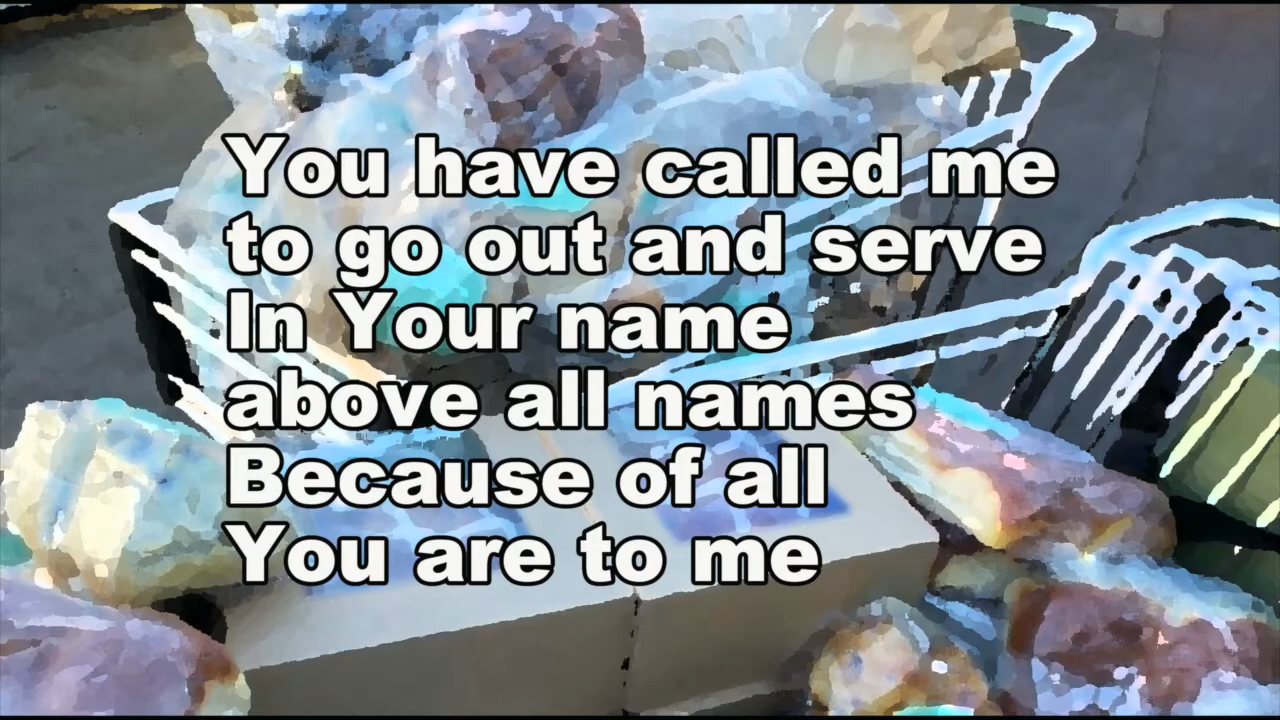 You have called me
to go out and serve
In Your name
above all names
Because of all
You are to me